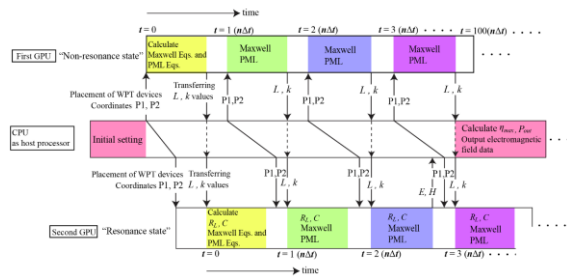 time
t = 0
t = 1 (nΔt)
t = 2 (nΔt)
t = 3 (nΔt)
t = 100(nΔt)
First GPU
"Non-resonance state"
Calculate
Maxwell Eqs. and
PML Eqs.
Maxwell
PML
Maxwell
PML
Maxwell
PML
Placement of WPT devices
Coordinates P1, P2
Transferring
L , k values
P1,P2
L , k
P1,P2
L , k
P1,P2
L , k
CPU
as host processor
Initial setting
Calculate ηmax, Pout
Output electromagnetic
field data
Placement of WPT devices
Coordinates P1, P2
Transferring
L , k values
P1,P2
L , k
P1,P2
L , k
E, H
P1,P2
L , k
Second GPU
"Resonance state"
Calculate
RL, C
Maxwell Eqs.
and PML Eqs.
RL, C
Maxwell
PML
RL, C
Maxwell
PML
RL, C
Maxwell
PML
t = 0
t = 1 (nΔt)
t = 2 (nΔt)
t = 3 (nΔt)
time